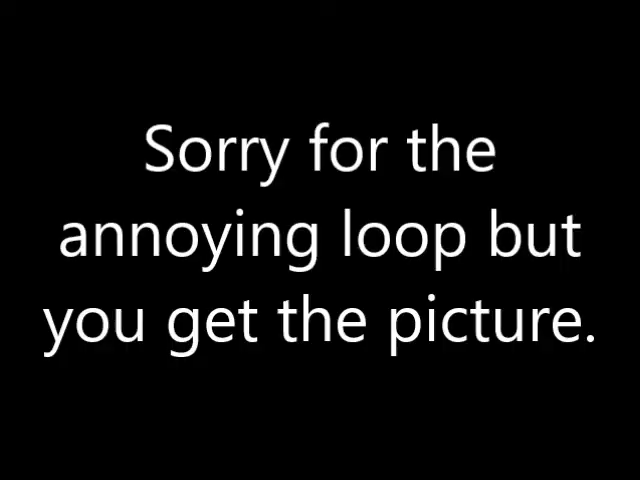 Sorry for the
annoying loop but
you get the picture.